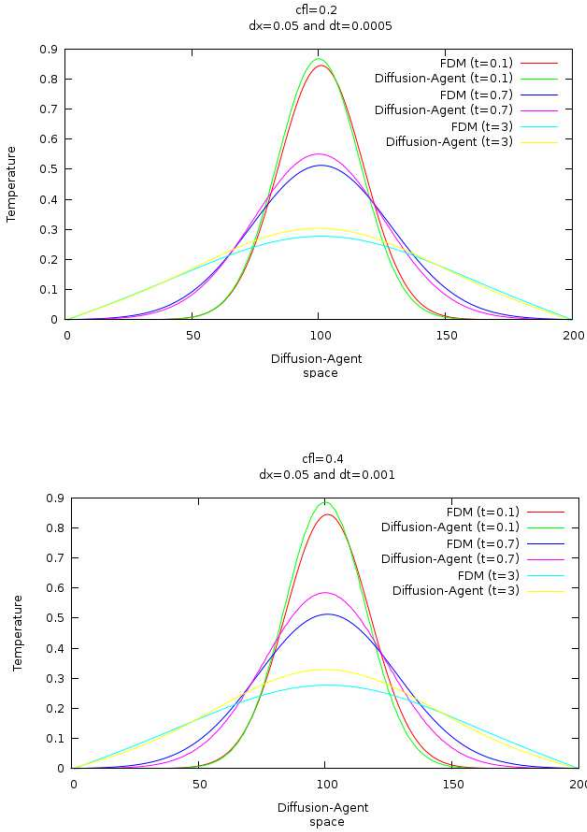 cfl=0.2
dx=0.05 and dt=0.0005
0.9
0.8
0.7
0.6
0.5
0.4
0.3
0.2
0.1
0
Temperature
FDM (t=0.1)
Diffusion-Agent (t=0.1)
FDM (t=0.7)
Diffusion-Agent (t=0.7)
FDM (t=3)
Diffusion-Agent (t=3)
0 50 100 150 200
Diffusion-Agent
space
cfl=0.4
dx=0.05 and dt=0.001
0.9
0.8
0.7
0.6
0.5
0.4
0.3
0.2
0.1
0
Temperature
FDM (t=0.1)
Diffusion-Agent (t=0.1)
FDM (t=0.7)
Diffusion-Agent (t=0.7)
FDM (t=3)
Diffusion-Agent (t=3)
0 50 100 150 200
Diffusion-Agent
space